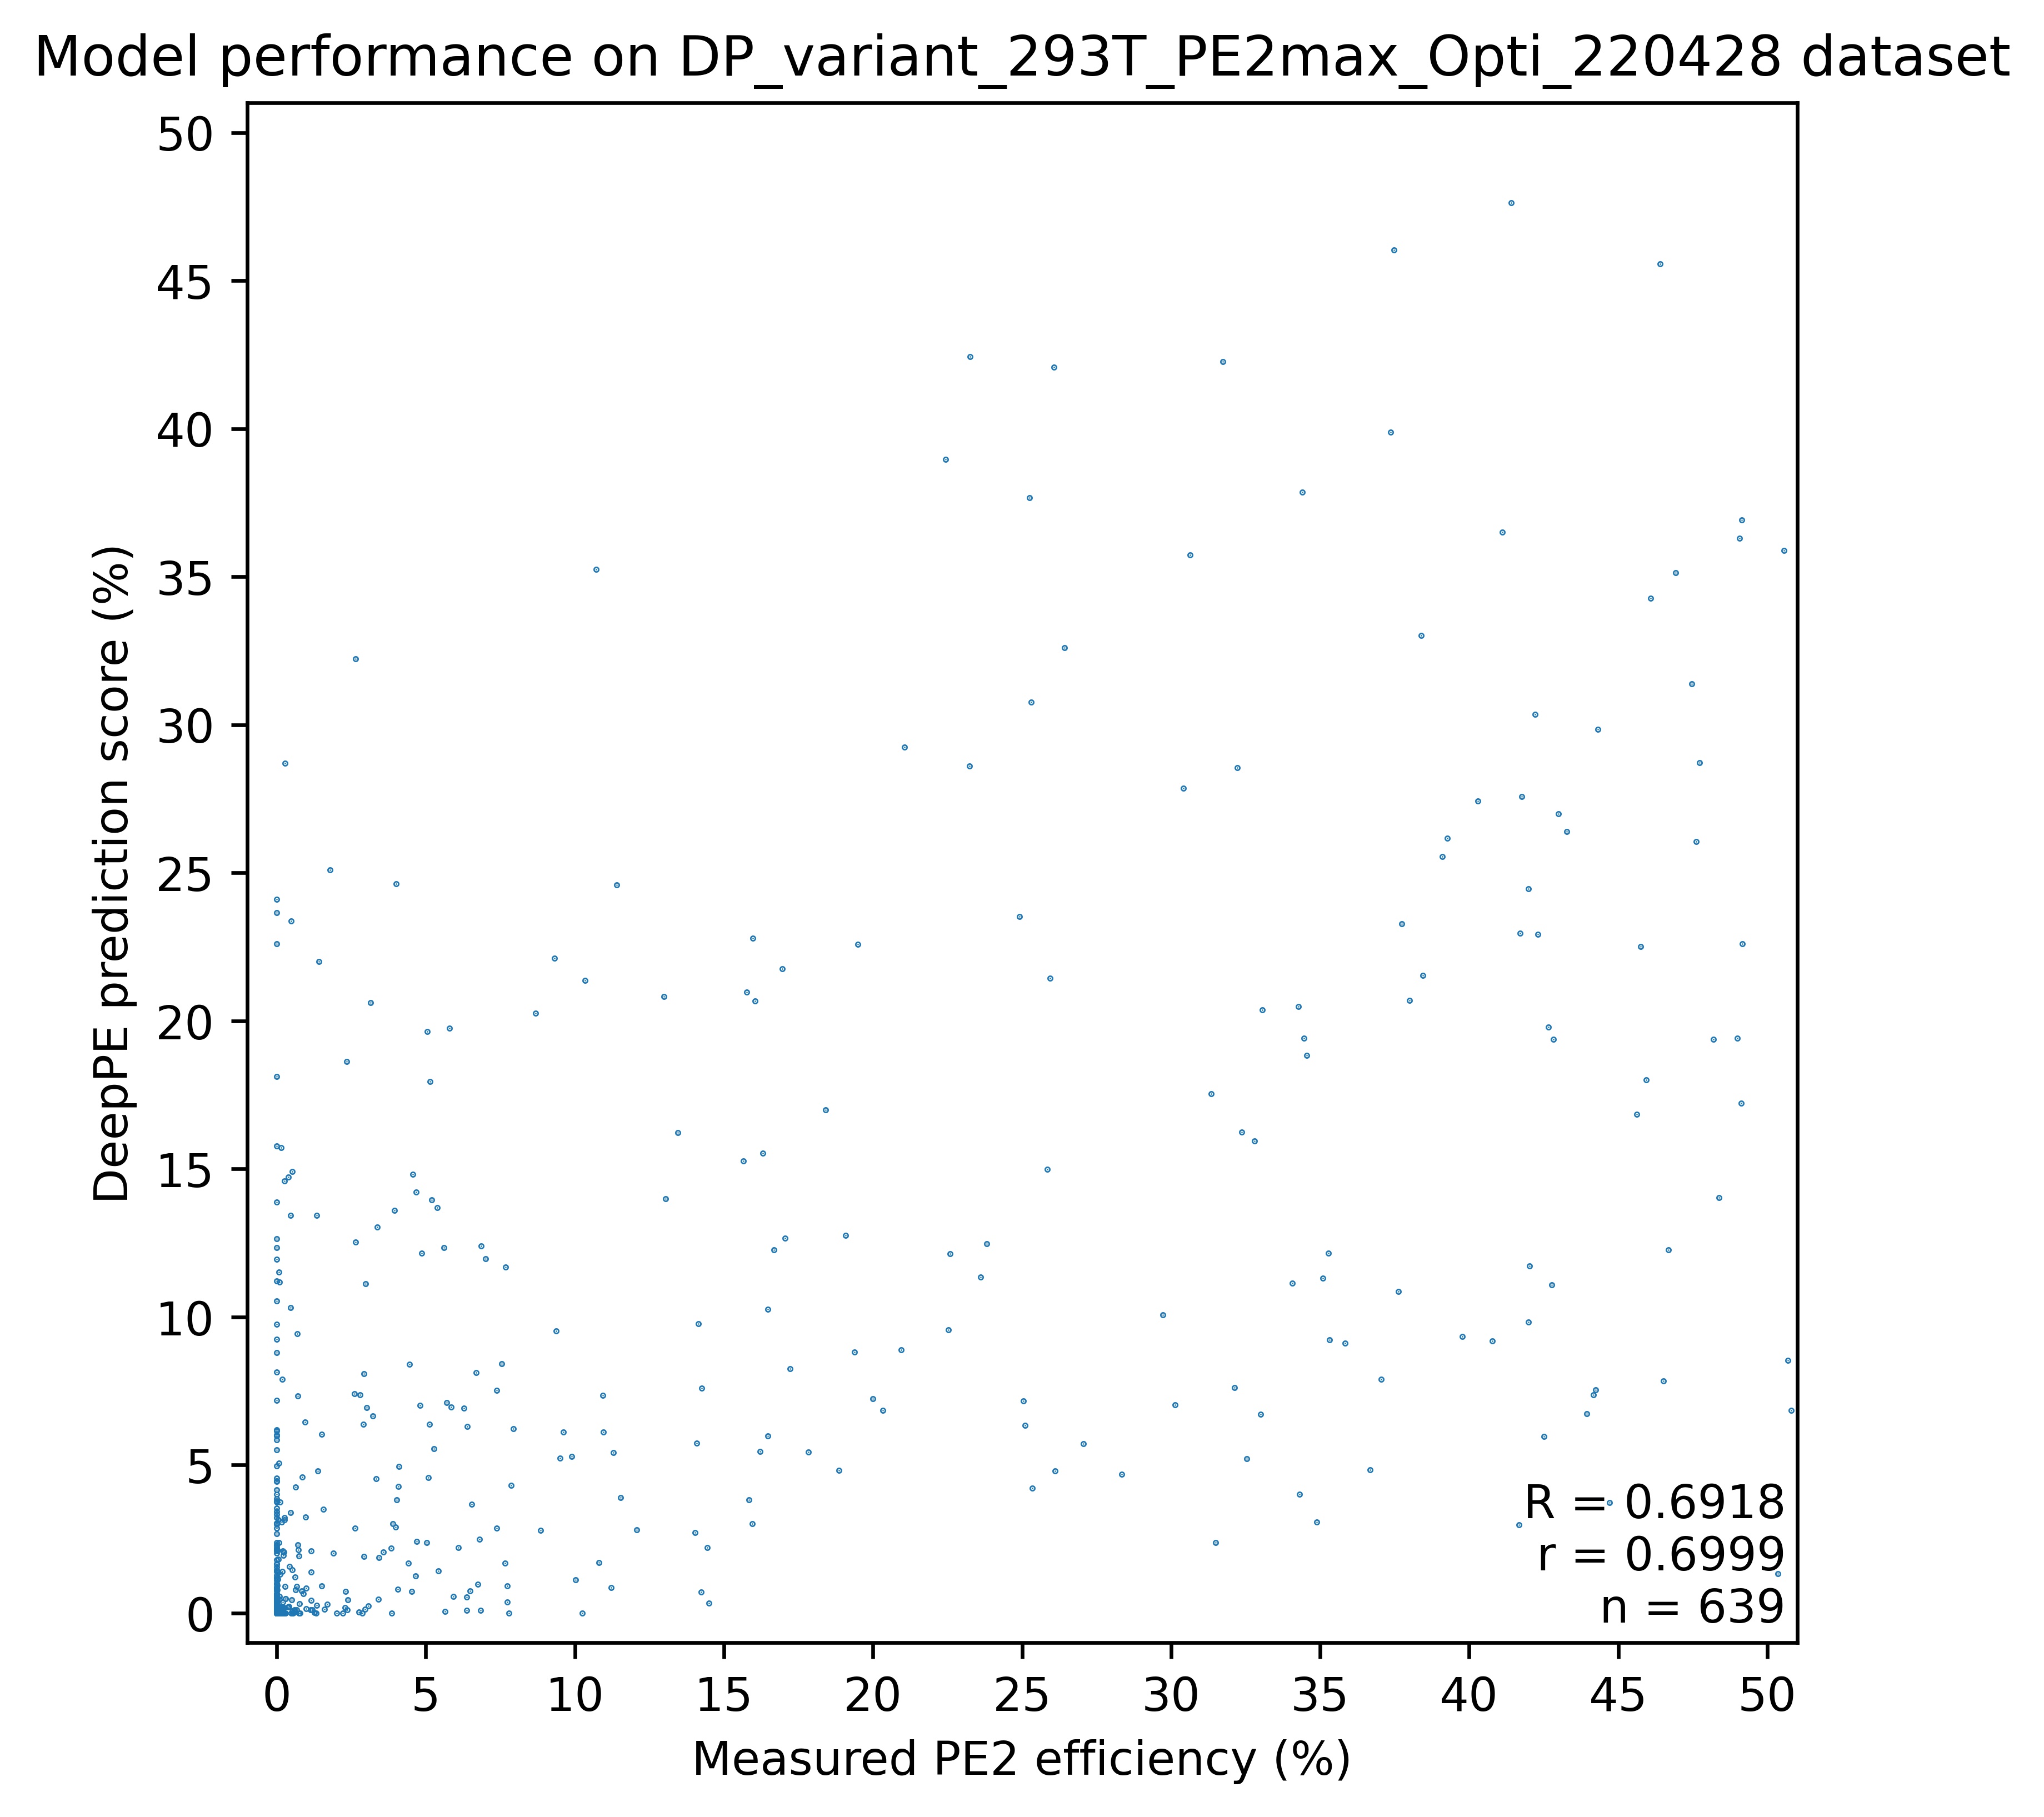 Model performance on DP_variant_293T_PE2max_Opti_220428 dataset
50
45
40
35
30
25
20
15
10
5
0
DeepPE prediction score (%)
R = 0.6918
r = 0.6999
n = 639
0 5 10 15 20 25 30 35 40 45 50
Measured PE2 efficiency (%)